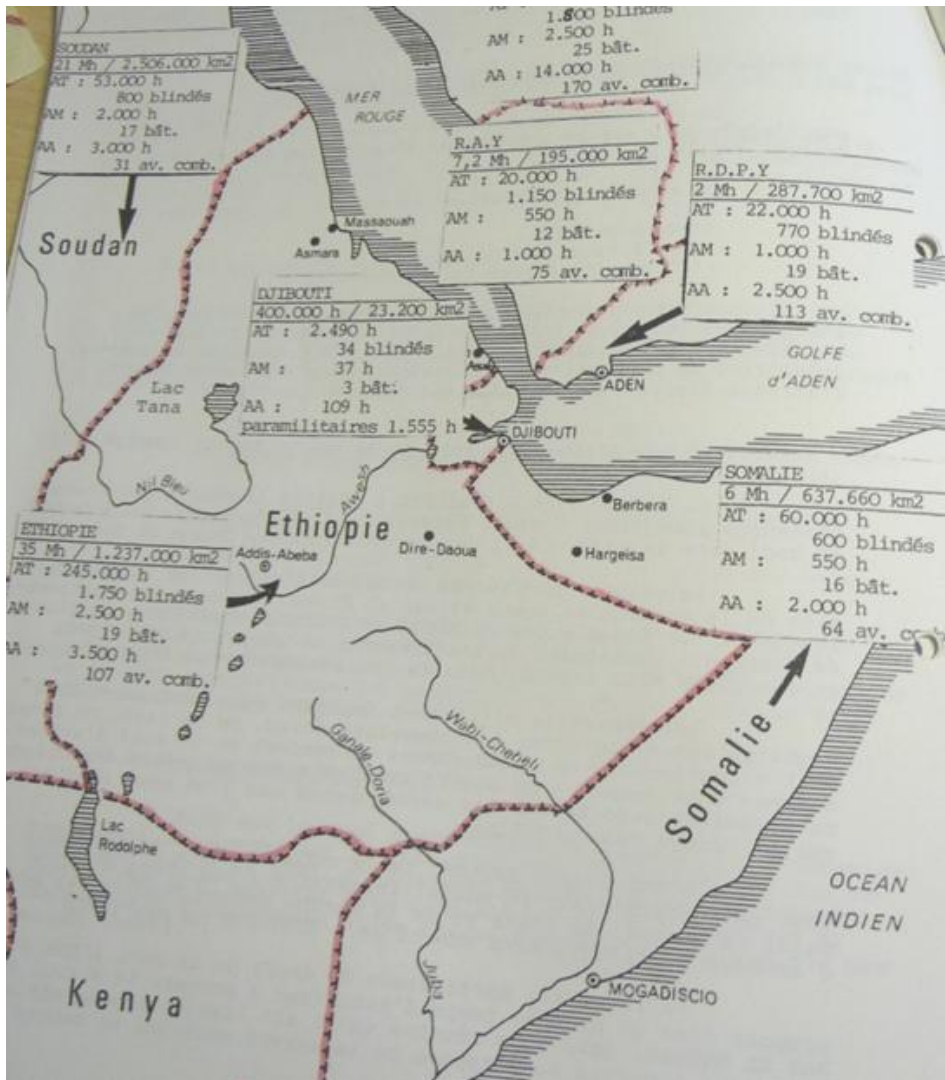 1.800 blindés
AM : 2.500 h
25 bât.
AA : 14.000 h
170 av. comb.
SOUDAN
21 Mh / 2.506.000 km2
AT : 53.000 h
800 blindés
AM : 2.000 h
17 bât.
AA : 3.000 h
31 av. comb.
MER
ROUGE
R.A.Y
7,2 Mh / 195.000 km2
AT : 20.000 h
1.150 blindés
AM : 550 h
12 bât.
AA : 1.000 h
75 av. comb.
R.D.P.Y
2 Mh / 287.700 km2
AT : 22.000 h
770 blindés
AM : 1.000 h
19 bât.
AA : 2.500 h
113 av. comb.
Soudan
Massaouah
Asmara
DJIBOUTI
400.000 h / 23.200 km2
AT : 2.490 h
34 blindés
AM : 37 h
3 bât.
AA : 109 h
paramilitaires 1.555 h
GOLFE
d'ADEN
ADEN
Lac
Tana
DJIBOUTI
Nil Bleu
Awash
Berbera
Ethiopie
Dire-Daoua
Hargeisa
Addis-Abeba
SOMALIE
6 Mh / 637.660 km2
AT : 60.000 h
600 blindés
AM : 550 h
16 bât.
AA : 2.000 h
64 av.
ETHIOPIE
35 Mh / 1.237.000 km2
AT : 245.000 h
1.750 blindés
AM : 2.500 h
19 bât.
AA : 3.500 h
107 av. comb.
Wabi-Chebeli
Ganale-Doria
Somalie
Lac
Rodolphe
OCEAN
INDIEN
Juba
Kenya
MOGADISCIO